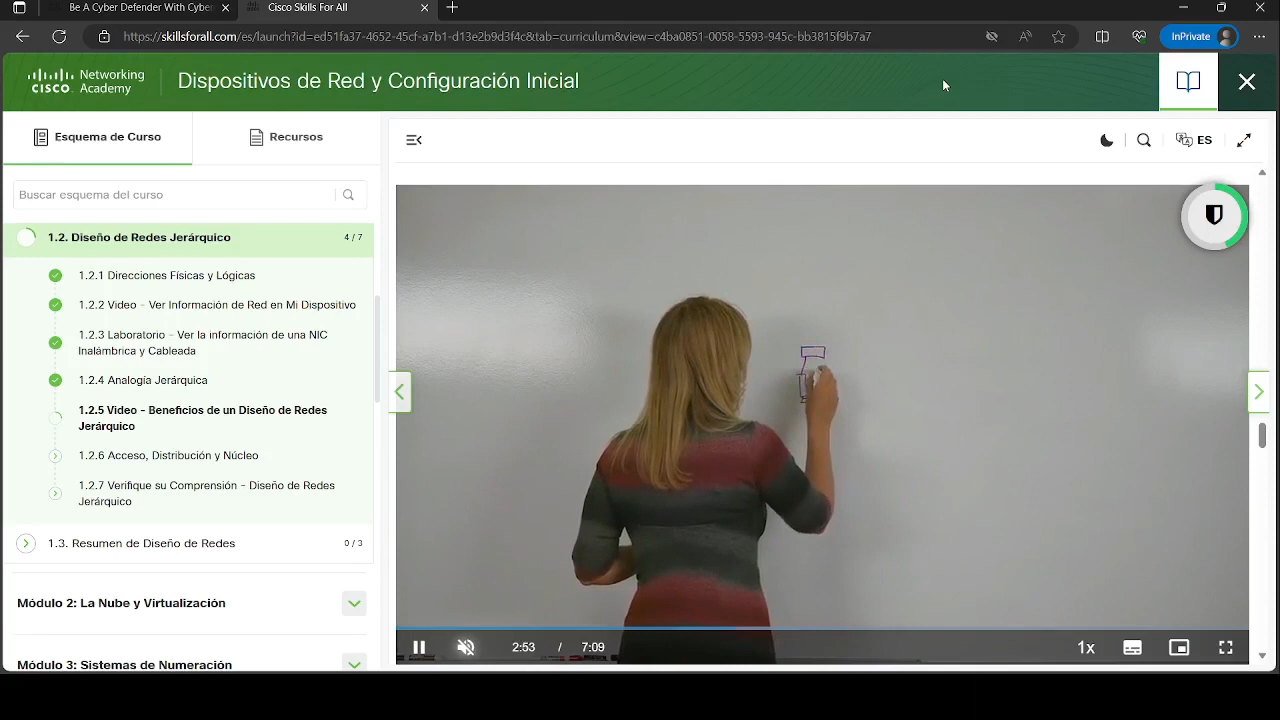 Be A Cyber Defender With Cyber
Cisco Skills For All
https://skillsforall.com/es/launch?id=ed51fa37-4652-45cf-a7b1-d13e2b9d3f4c8&tab=curriculum&view=c4ba0851-0058-5593-945c-bb3815f9b7a7
InPrivate
Networking
CISCO Academy
Dispositivos de Red y Configuración Inicial
Esquema de Curso
Recursos
ES
Buscar esquema del curso
1.2. Diseño de Redes Jerárquico
4 / 7
1.2.1 Direcciones Físicas y Lógicas
1.2.2 Video - Ver Información de Red en Mi Dispositivo
1.2.3 Laboratorio - Ver la información de una NIC
Inalámbrica y Cableada
1.2.4 Analogía Jerárquica
1.2.5 Video - Beneficios de un Diseño de Redes
Jerárquico
1.2.6 Acceso, Distribución y Núcleo
1.2.7 Verifique su Comprensión - Diseño de Redes
Jerárquico
1.3. Resumen de Diseño de Redes
0 / 3
Módulo 2: La Nube y Virtualización
Módulo 3: Sistemas de Numeración
2:53 / 7:09
1x